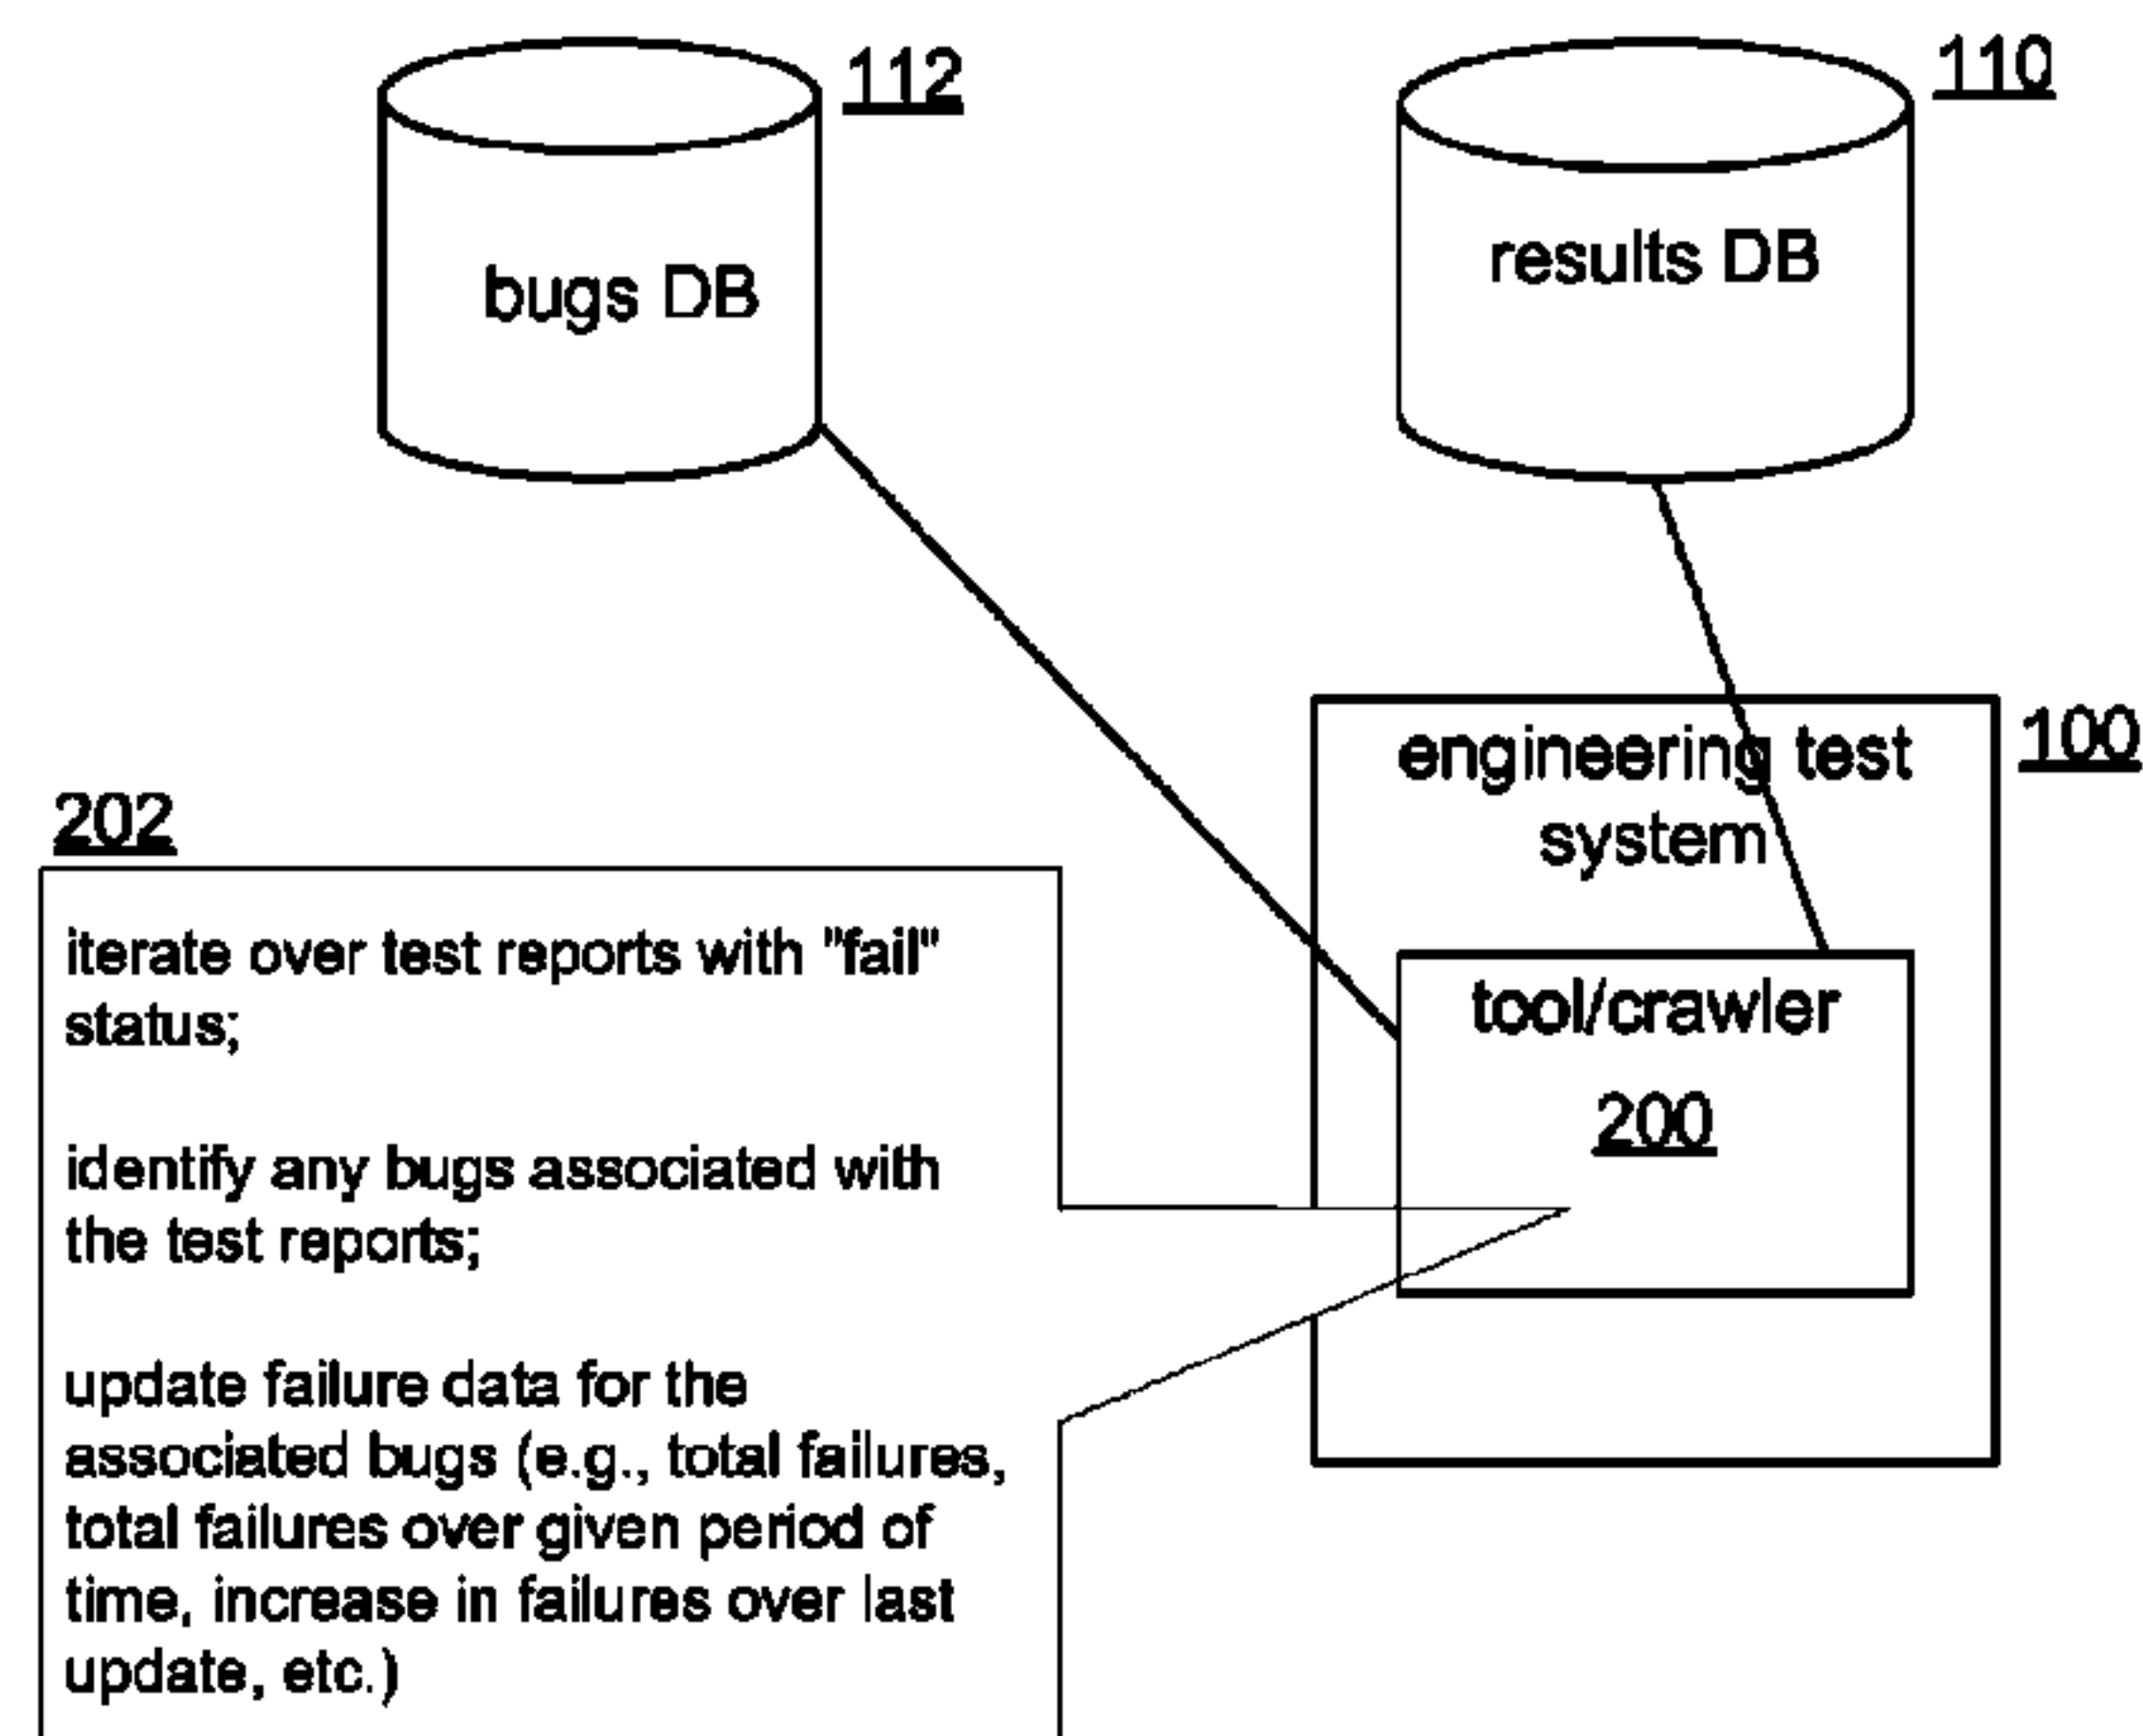 112
110
bugs DB
results DB
engineering test
system
100
202
tool/crawler
200
iterate over test reports with "fail"
status;
identify any bugs associated with
the test reports;
update failure data for the
associated bugs (e.g., total failures,
total failures over given period of
time, increase in failures over last
update, etc.)